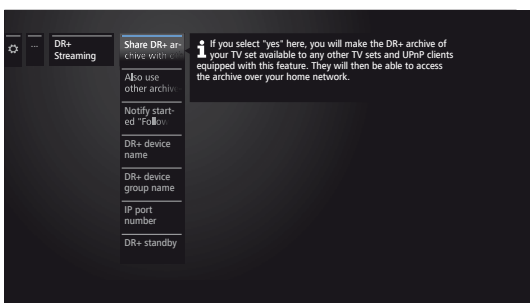 ...
DR+
Streaming
Share DR+ ar-
chive with
Also use
other archive
Notify start-
ed "Follow
DR+ device
name
DR+ device
group name
IP port
number
DR+ standby
If you select "yes" here, you will make the DR+ archive of
your TV set available to any other TV sets and UPnP clients
equipped with this feature. They will then be able to access
the archive over your home network.